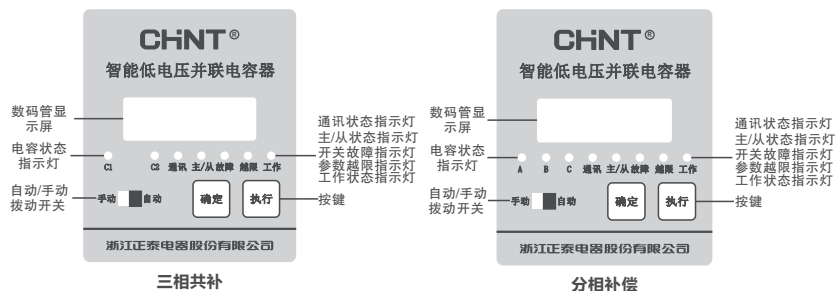 CHNT®
智能低电压并联电容器
数码管显
示屏
电容状态
指示灯
自动/手动
拨动开关
C1 C2 通讯 主/从 故障 越限 工作
手动 自动 确定 执行
通讯状态指示灯
主/从状态指示灯
开关故障指示灯
参数越限指示灯
工作状态指示灯
按键
浙江正泰电器股份有限公司
三相共补
CHNT®
智能低电压并联电容器
数码管显
示屏
电容状态
指示灯
自动/手动
拨动开关
A B C 通讯 主/从 故障 越限 工作
手动 自动 确定 执行
通讯状态指示灯
主/从状态指示灯
开关故障指示灯
参数越限指示灯
工作状态指示灯
按键
浙江正泰电器股份有限公司
分相补偿